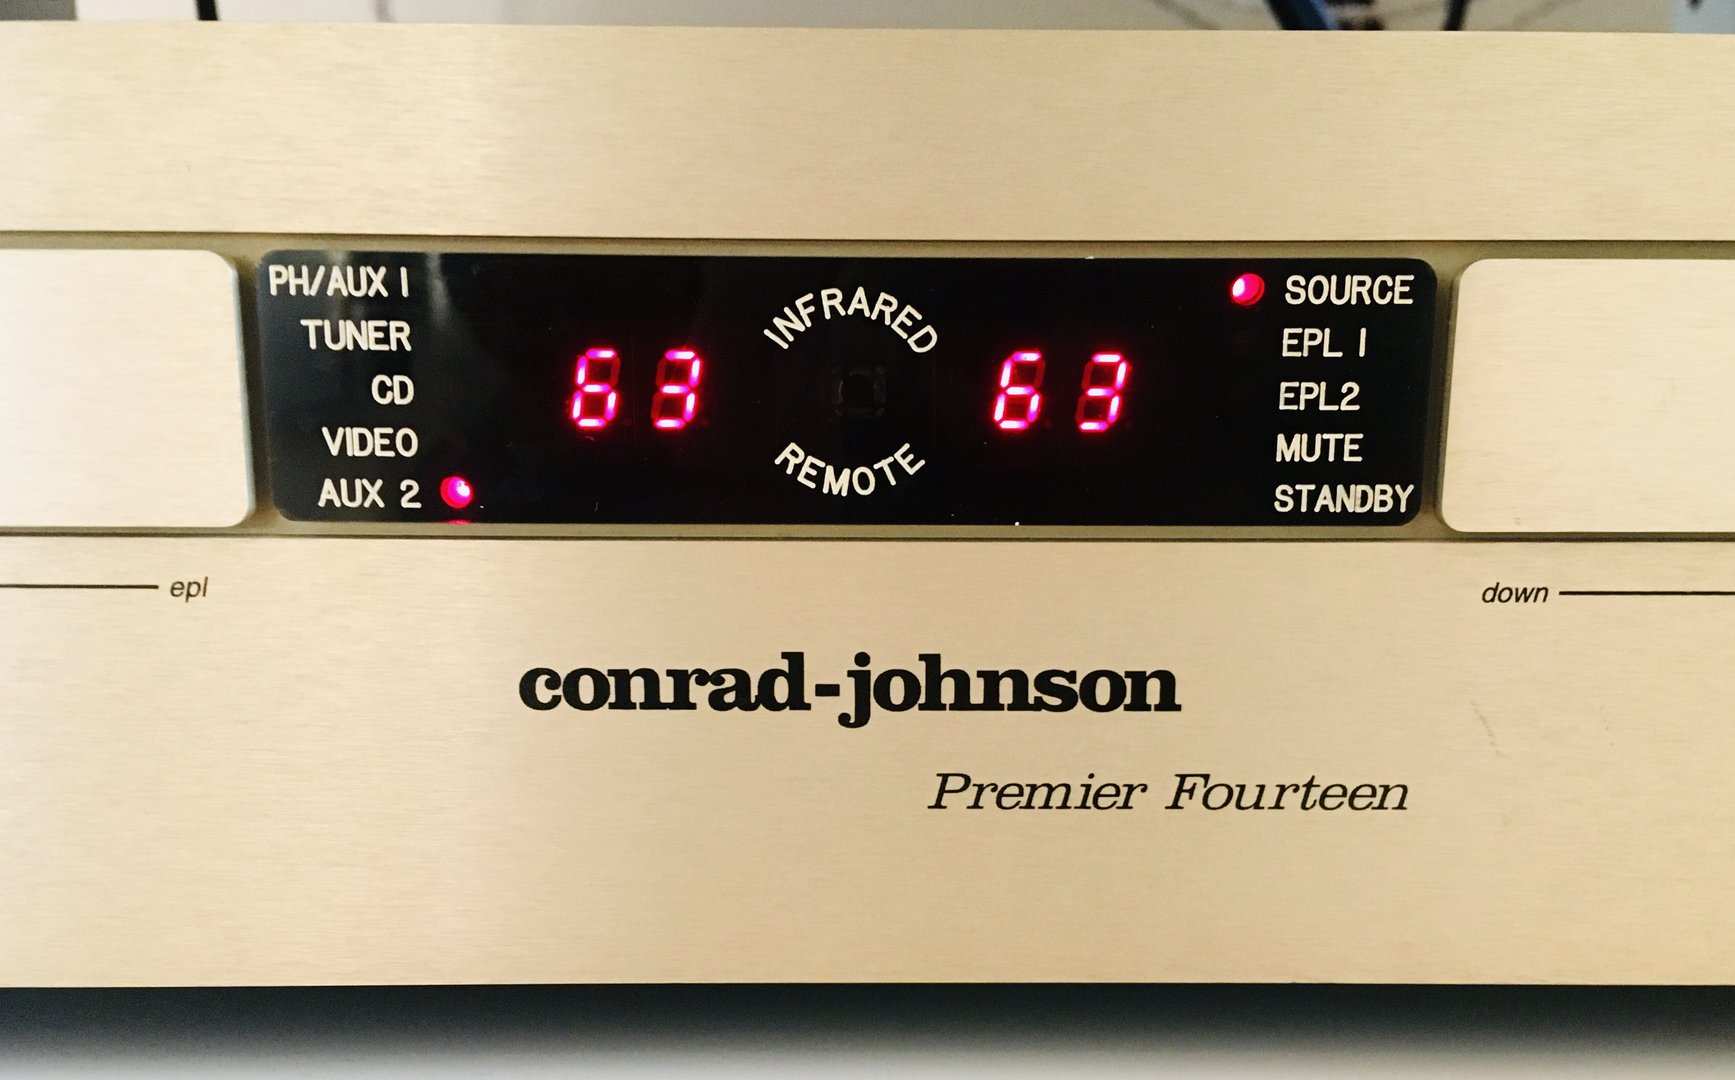 PH/AUX 1
TUNER
CD
VIDEO
AUX 2
63
INFRARED
REMOTE
63
SOURCE
EPL 1
EPL2
MUTE
STANDBY
epl
down
conrad-johnson
Premier Fourteen